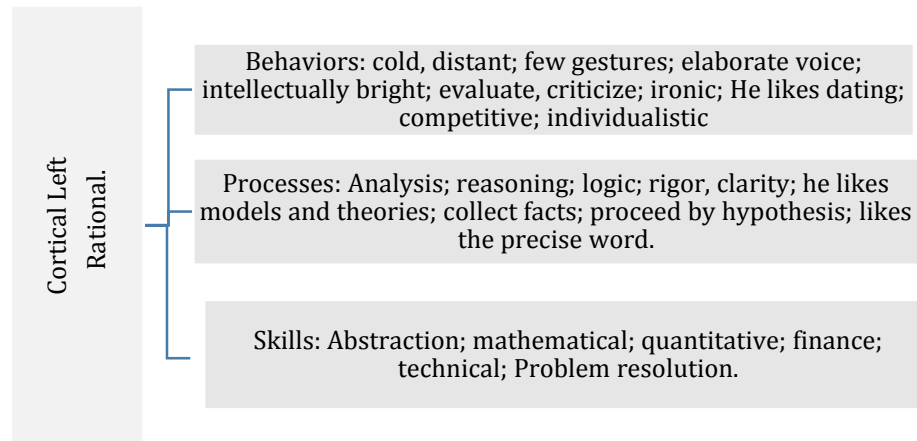 Cortical Left
Rational.
Behaviors: cold, distant; few gestures; elaborate voice;
intellectually bright; evaluate, criticize; ironic; He likes dating;
competitive; individualistic
Processes: Analysis; reasoning; logic; rigor, clarity; he likes
models and theories; collect facts; proceed by hypothesis; likes
the precise word.
Skills: Abstraction; mathematical; quantitative; finance;
technical; Problem resolution.